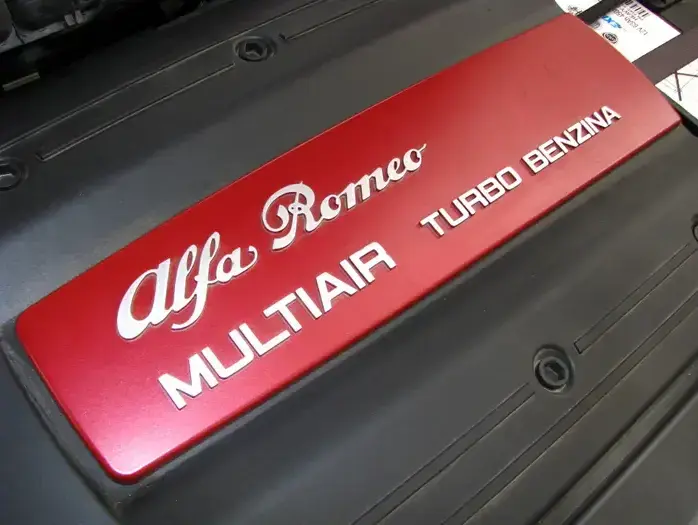 Alfa Romeo
MULTIAIR
TURBO BENZINA